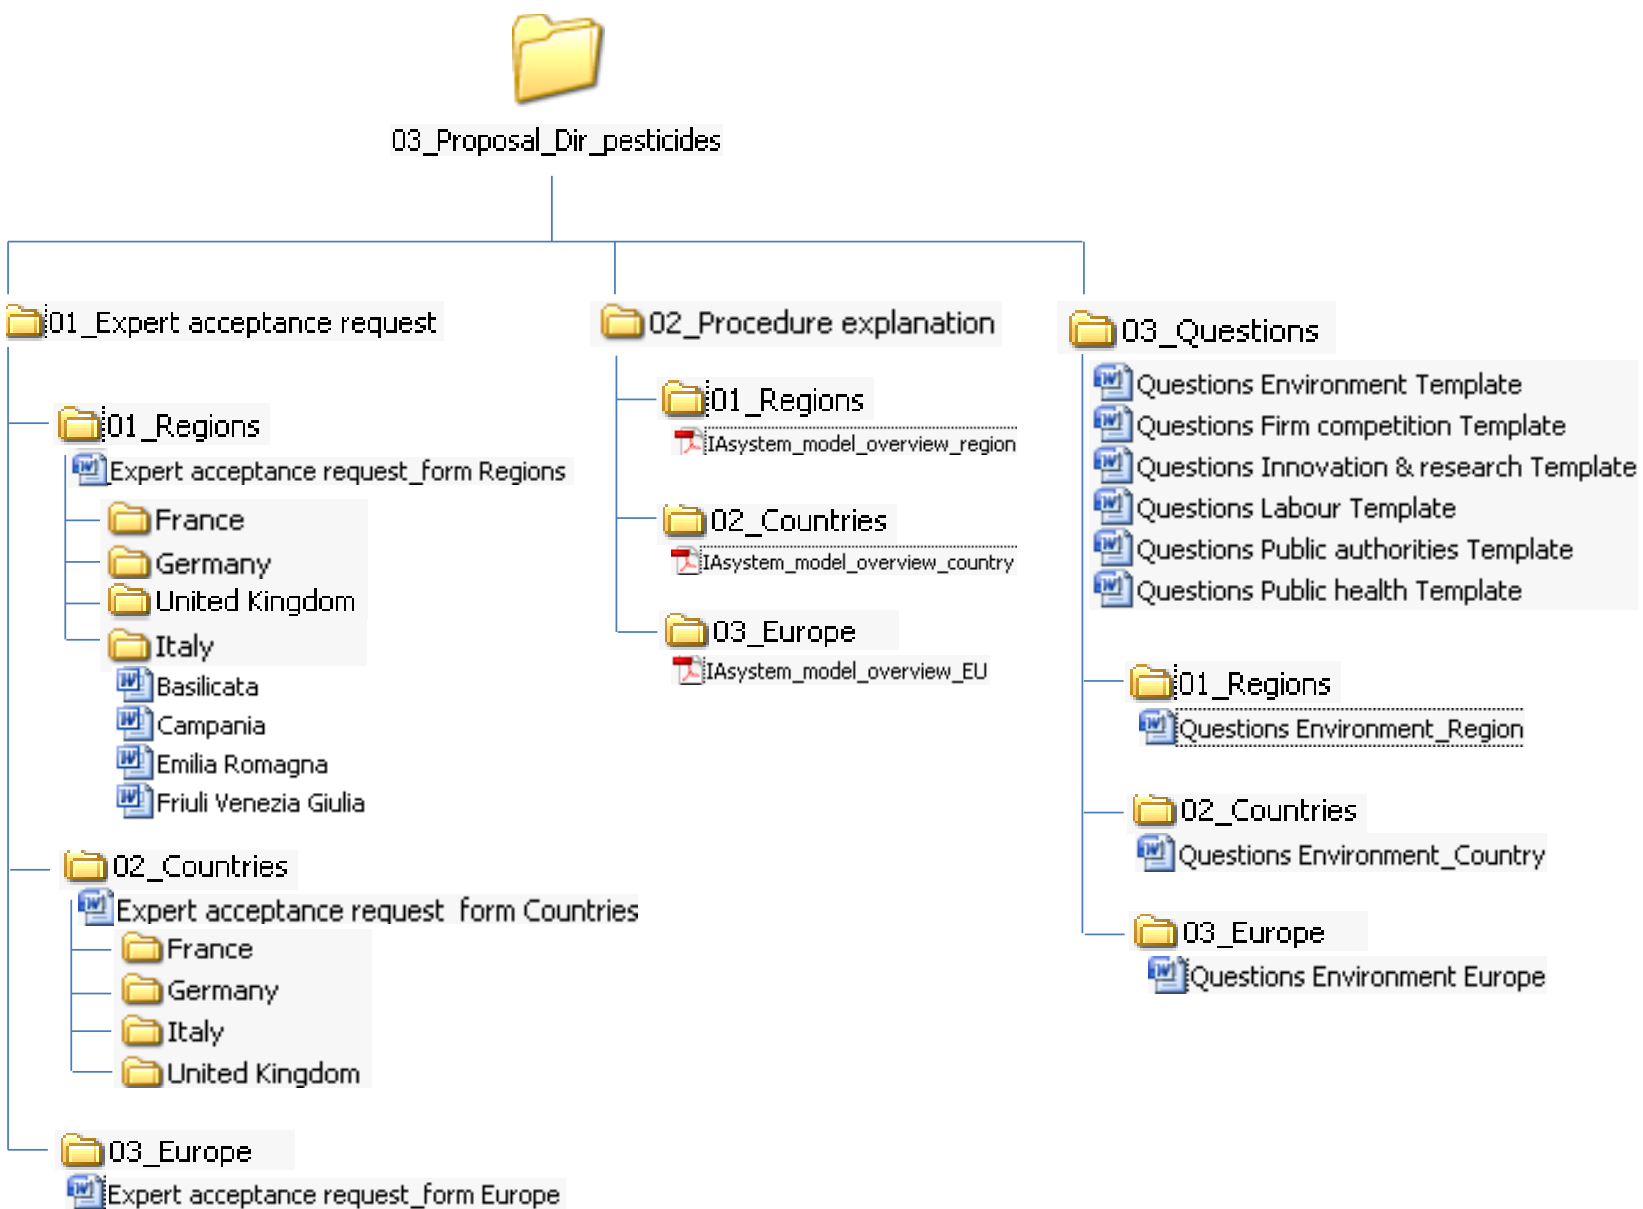 03_Proposal_Dir_pesticides
01_Expert acceptance request
01_Regions
Expert acceptance request_form Regions
France
Germany
United Kingdom
Italy
Basilicata
Campania
Emilia Romagna
Friuli Venezia Giulia
02_Countries
Expert acceptance request form Countries
France
Germany
Italy
United Kingdom
03_Europe
Expert acceptance request_form Europe
02_Procedure explanation
01_Regions
IAsystem_model_overview_region
02_Countries
IAsystem_model_overview_country
03_Europe
IAsystem_model_overview_EU
03_Questions
Questions Environment Template
Questions Firm competition Template
Questions Innovation & research Template
Questions Labour Template
Questions Public authorities Template
Questions Public health Template
01_Regions
Questions Environment_Region
02_Countries
Questions Environment_Country
03_Europe
Questions Environment Europe